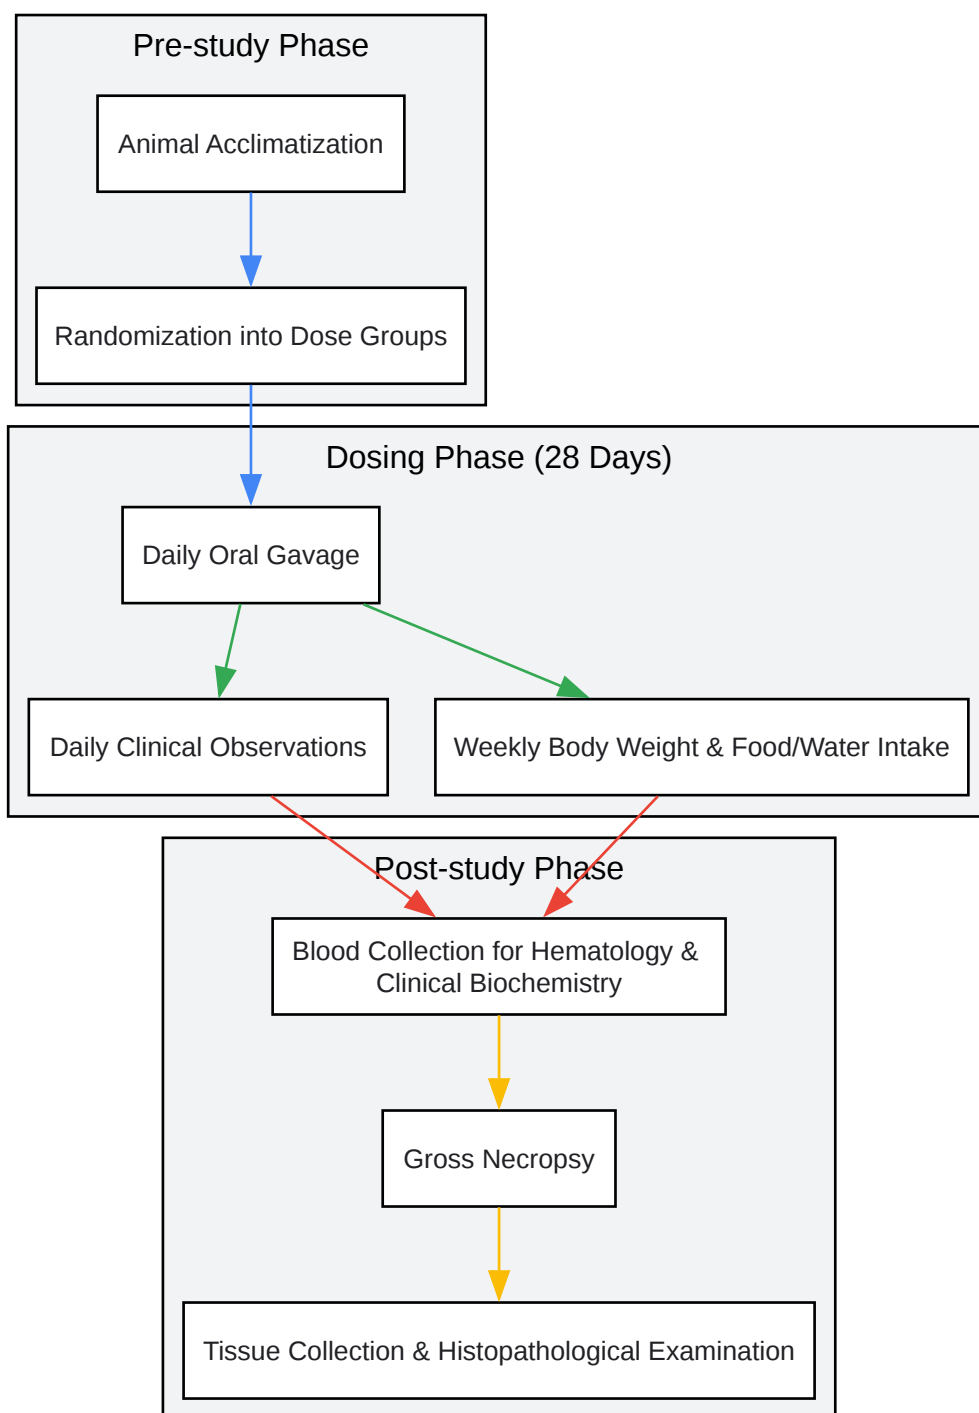 Pre-study Phase
Animal Acclimatization
Randomization into Dose Groups
Dosing Phase (28 Days)
Daily Oral Gavage
Daily Clinical Observations
Weekly Body Weight & Food/Water Intake
Post-study Phase
Blood Collection for Hematology &
Clinical Biochemistry
Gross Necropsy
Tissue Collection & Histopathological Examination